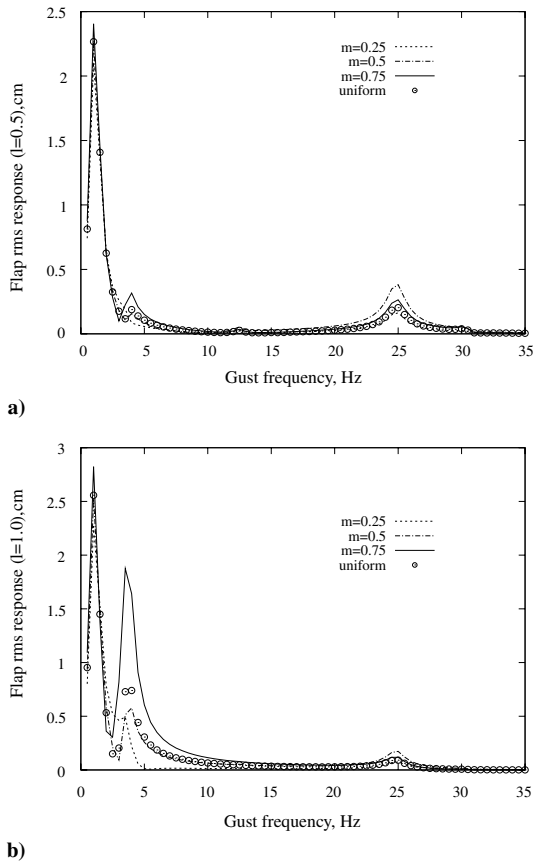 2.5
2
1.5
1
0.5
0
Flap rms response (l=0.5),cm
m=0.25
m=0.5
m=0.75
uniform
0 5 10 15 20 25 30 35
Gust frequency, Hz
a)
3
2.5
2
1.5
1
0.5
0
Flap rms response (l=1.0),cm
m=0.25
m=0.5
m=0.75
uniform
0 5 10 15 20 25 30 35
Gust frequency, Hz
b)